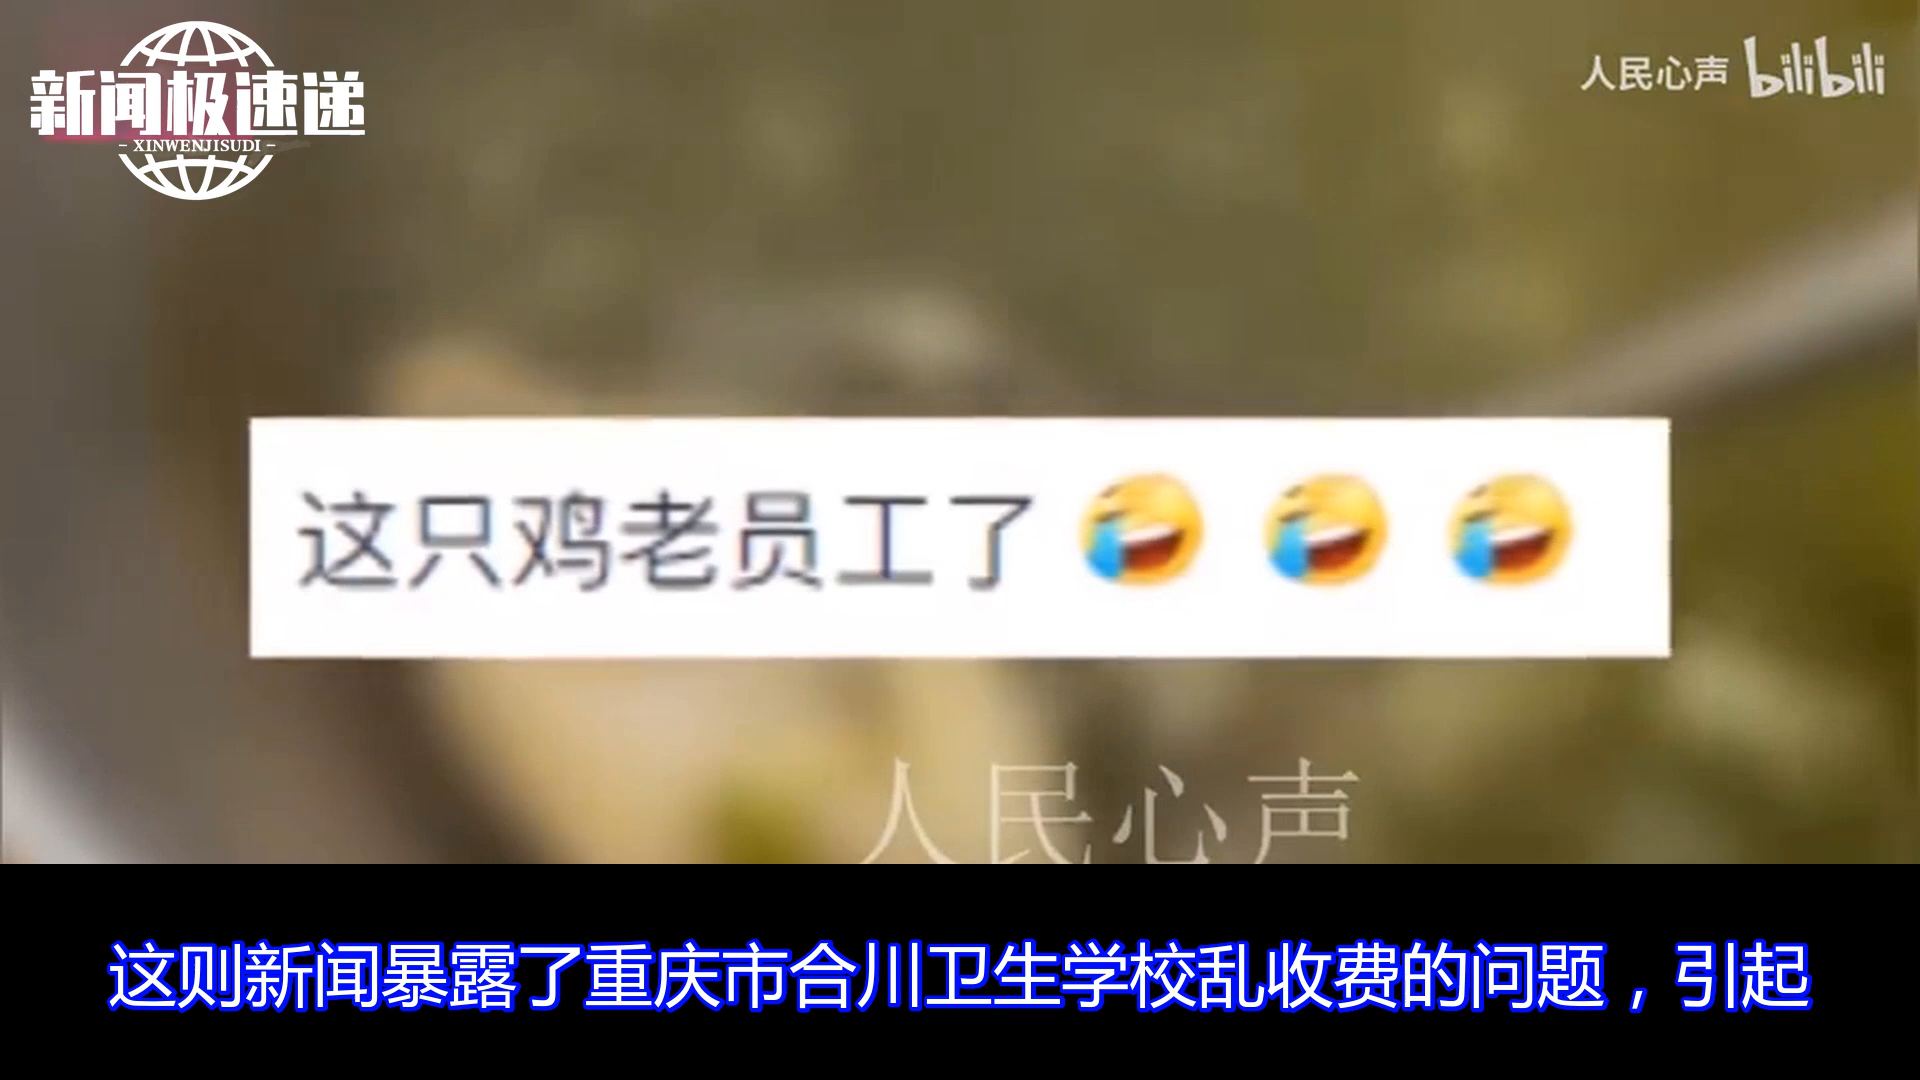 新闻极速递
- XINWENJISUDI -
人民心声 bilibili
这只鸡老员工了🤣🤣🤣
人民心声
这则新闻暴露了重庆市合川卫生学校乱收费的问题，引起